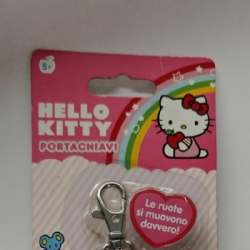 5+
HELLO
KITTY
PORTACHIAVI
Le ruote
si muovono
davvero!